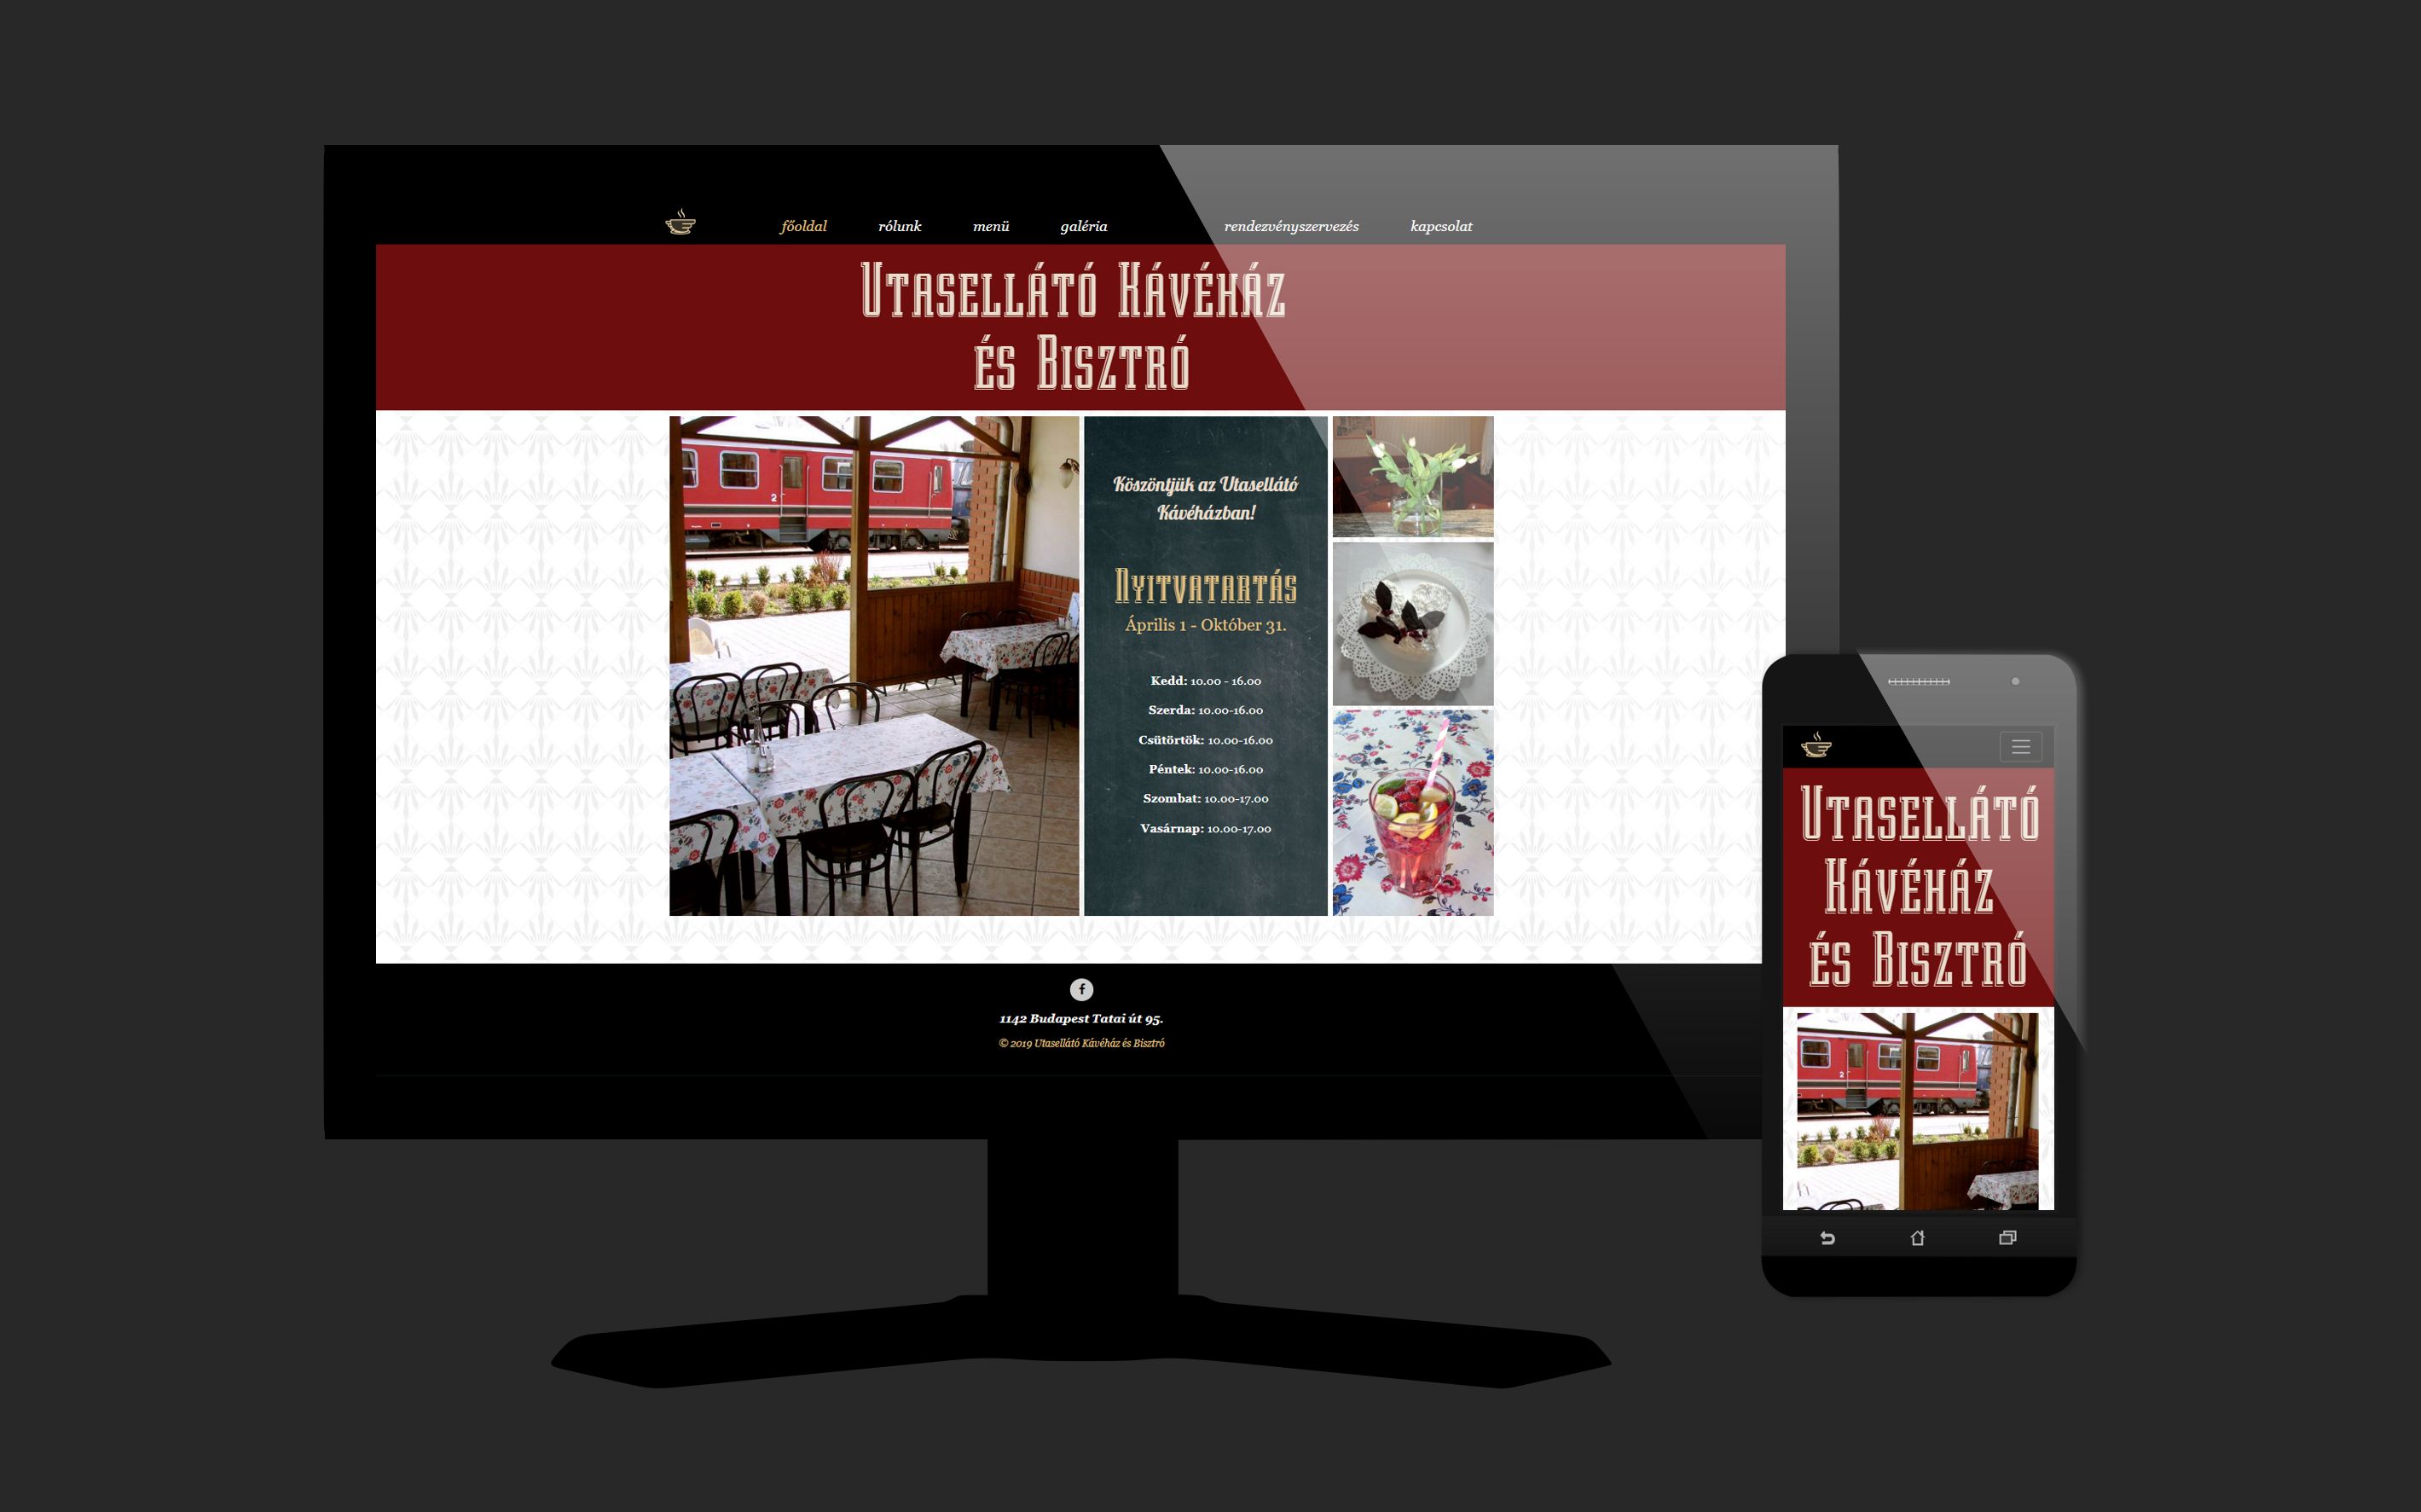 főoldal rólunk menü galéria rendezvényszervezés kapcsolat
Utasellátó Kávéház
és Bisztró
Köszöntjük az Utasellátó
Kávéházban!
Nyitvatartás
Április 1 - Október 31.
Kedd: 10.00 - 16.00
Szerda: 10.00-16.00
Csütörtök: 10.00-16.00
Péntek: 10.00-16.00
Szombat: 10.00-17.00
Vasárnap: 10.00-17.00
2
f
1142 Budapest Tatai út 95.
© 2019 Utasellátó Kávéház és Bisztró
Utasellátó
Kávéház
és Bisztró
2